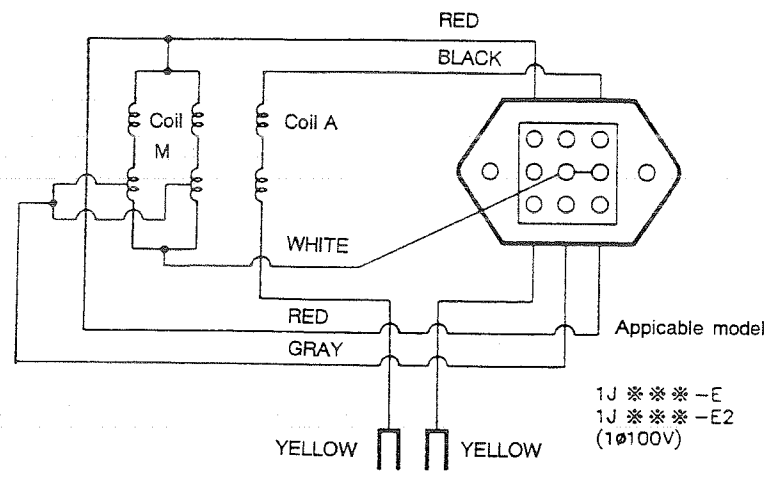 RED
BLACK
Coil
M
Coil A
WHITE
RED
GRAY
Appicable model
1J ※ ※ ※ -E
1J ※ ※ ※ -E2
(1ø100V)
YELLOW
YELLOW